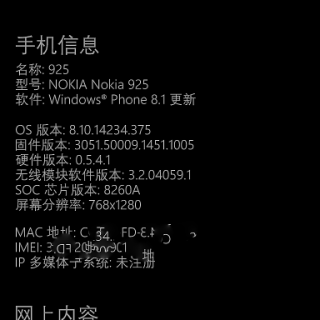 手机信息
名称: 925
型号: NOKIA Nokia 925
软件: Windows® Phone 8.1 更新
OS 版本: 8.10.14234.375
固件版本: 3051.50009.1451.1005
硬件版本: 0.5.4.1
无线模块软件版本: 3.2.04059.1
SOC 芯片版本: 8260A
屏幕分辨率: 768x1280
MAC 地址:
IMEI:
IP 多媒体子系统: 未注册
网上内容